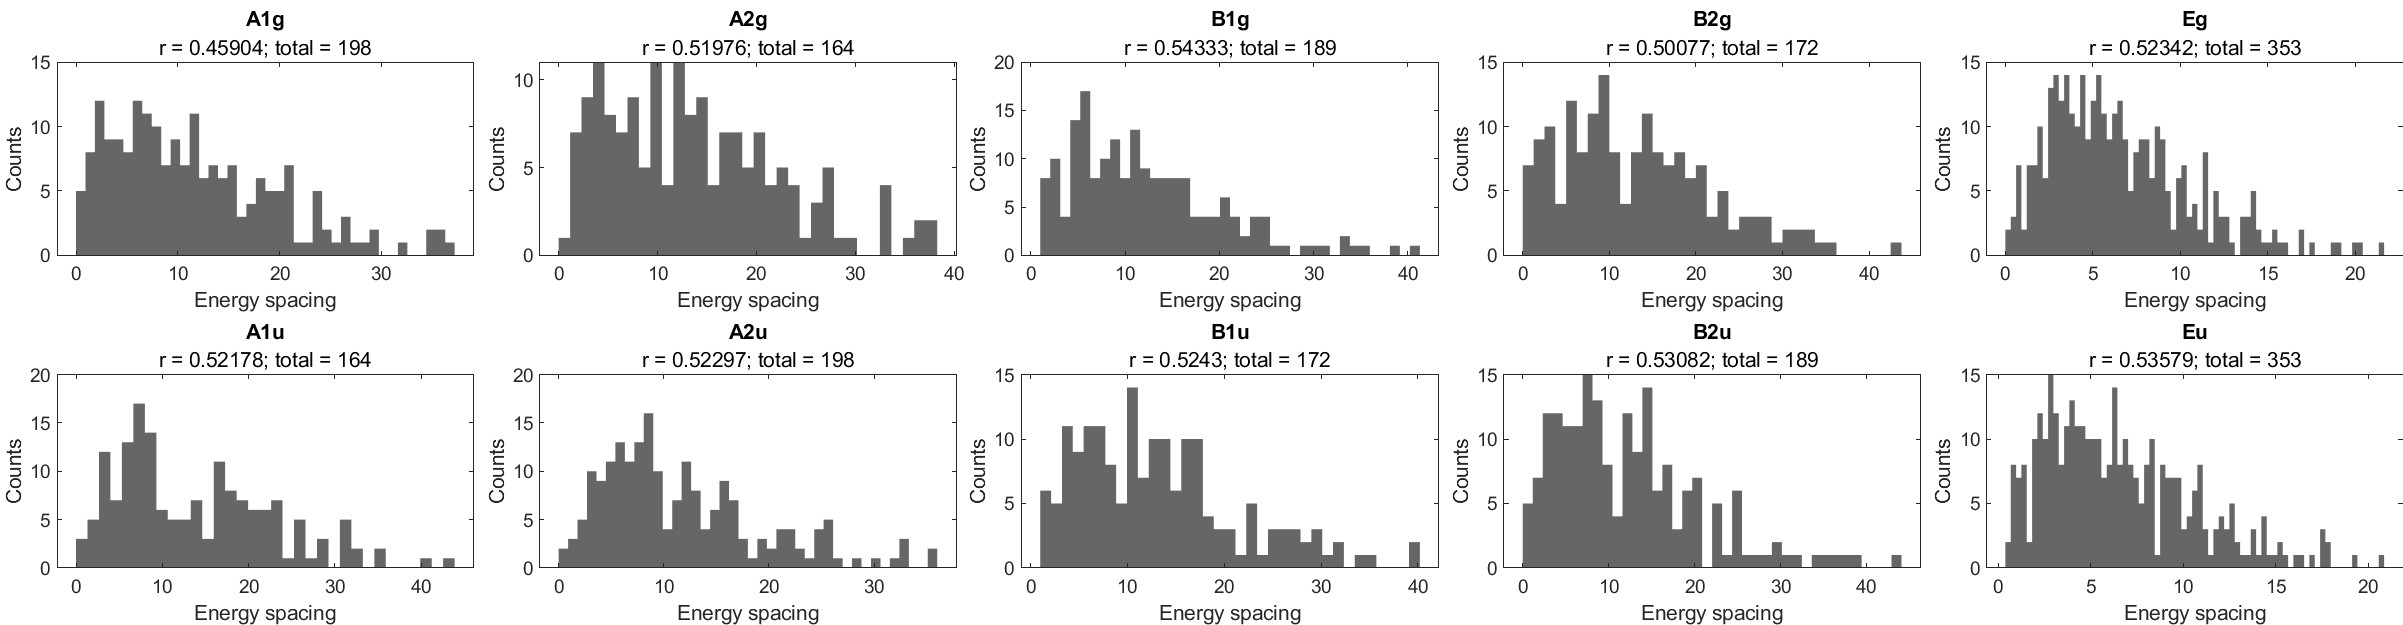 A1g
r = 0.45904; total = 198
15
10
5
0
Counts
0 10 20 30
Energy spacing
A2g
r = 0.51976; total = 164
10
5
0
Counts
0 10 20 30 40
Energy spacing
B1g
r = 0.54333; total = 189
20
15
10
5
0
Counts
0 10 20 30 40
Energy spacing
B2g
r = 0.50077; total = 172
15
10
5
0
Counts
0 10 20 30 40
Energy spacing
Eg
r = 0.52342; total = 353
15
10
5
0
Counts
0 5 10 15 20
Energy spacing
A1u
r = 0.52178; total = 164
20
15
10
5
0
Counts
0 10 20 30 40
Energy spacing
A2u
r = 0.52297; total = 198
20
15
10
5
0
Counts
0 10 20 30
Energy spacing
B1u
r = 0.5243; total = 172
15
10
5
0
Counts
0 10 20 30 40
Energy spacing
B2u
r = 0.53082; total = 189
15
10
5
0
Counts
0 10 20 30 40
Energy spacing
Eu
r = 0.53579; total = 353
15
10
5
0
Counts
0 5 10 15 20
Energy spacing